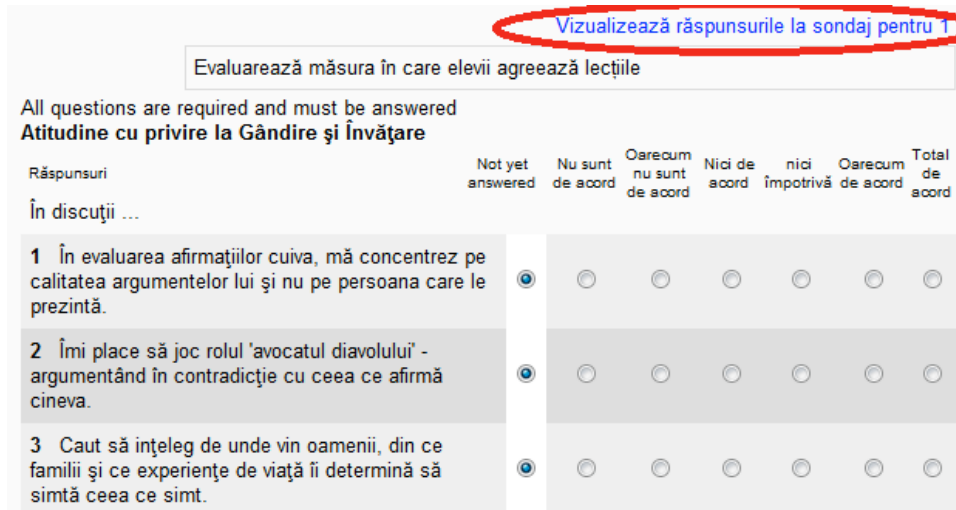 Vizualizează răspunsurile la sondaj pentru 1
Evaluarează măsura în care elevii agreează lecțiile
All questions are required and must be answered
Atitudine cu privire la Gândire şi Învăţare
Răspunsuri
Not yet answered
Nu sunt de acord
Oarecum nu sunt de acord
Nici de acord
nici împotrivă
Oarecum de acord
Total de acord
În discuţii ...
1 În evaluarea afirmaţiilor cuiva, mă concentrez pe
calitatea argumentelor lui şi nu pe persoana care le
prezintă.
2 Îmi place să joc rolul 'avocatul diavolului' -
argumentând în contradicţie cu ceea ce afirmă
cineva.
3 Caut să inţeleg de unde vin oamenii, din ce
familii şi ce experienţe de viaţă îi determină să
simtă ceea ce simt.